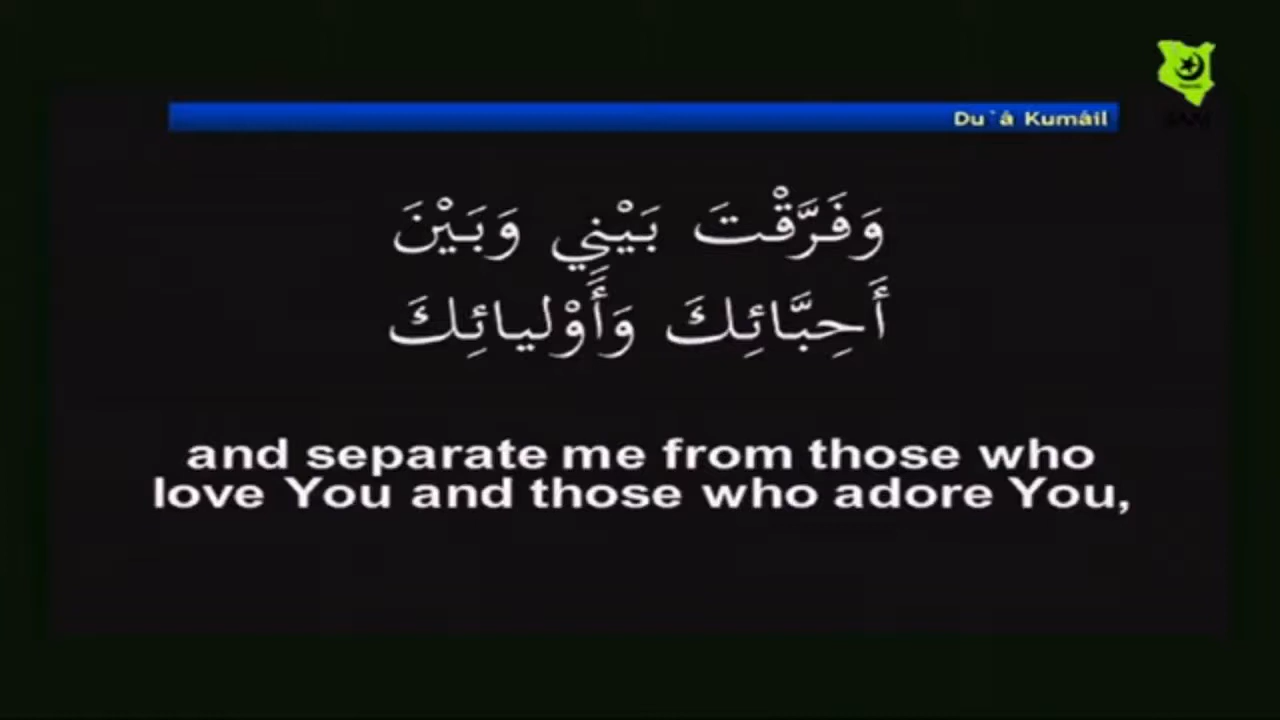 Du`â Kumâil
وَفَرَّقْتَ بَيْنِي وَبَيْنَ
أَحِبَّائِكَ وَأَوْليائِكَ
and separate me from those who
love You and those who adore You,